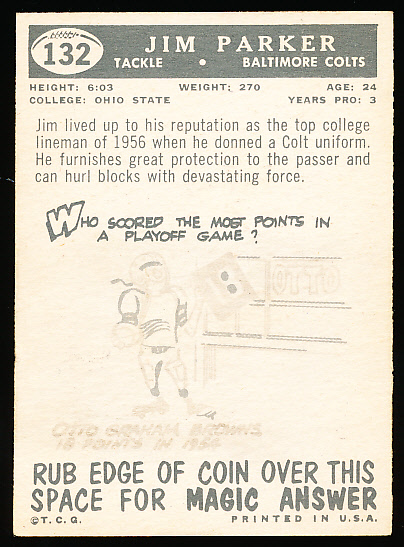 132
JIM PARKER
TACKLE • BALTIMORE COLTS
HEIGHT: 6:03 WEIGHT: 270 AGE: 24
COLLEGE: OHIO STATE YEARS PRO: 3
Jim lived up to his reputation as the top college
lineman of 1956 when he donned a Colt uniform.
He furnishes great protection to the passer and
can hurl blocks with devastating force.
WHO SCORED THE MOST POINTS IN
A PLAYOFF GAME?
OTTO
OTTO GRAHAM BROWNS
18 POINTS IN 1954
RUB EDGE OF COIN OVER THIS
SPACE FOR MAGIC ANSWER
©T.C.G. PRINTED IN U.S.A.